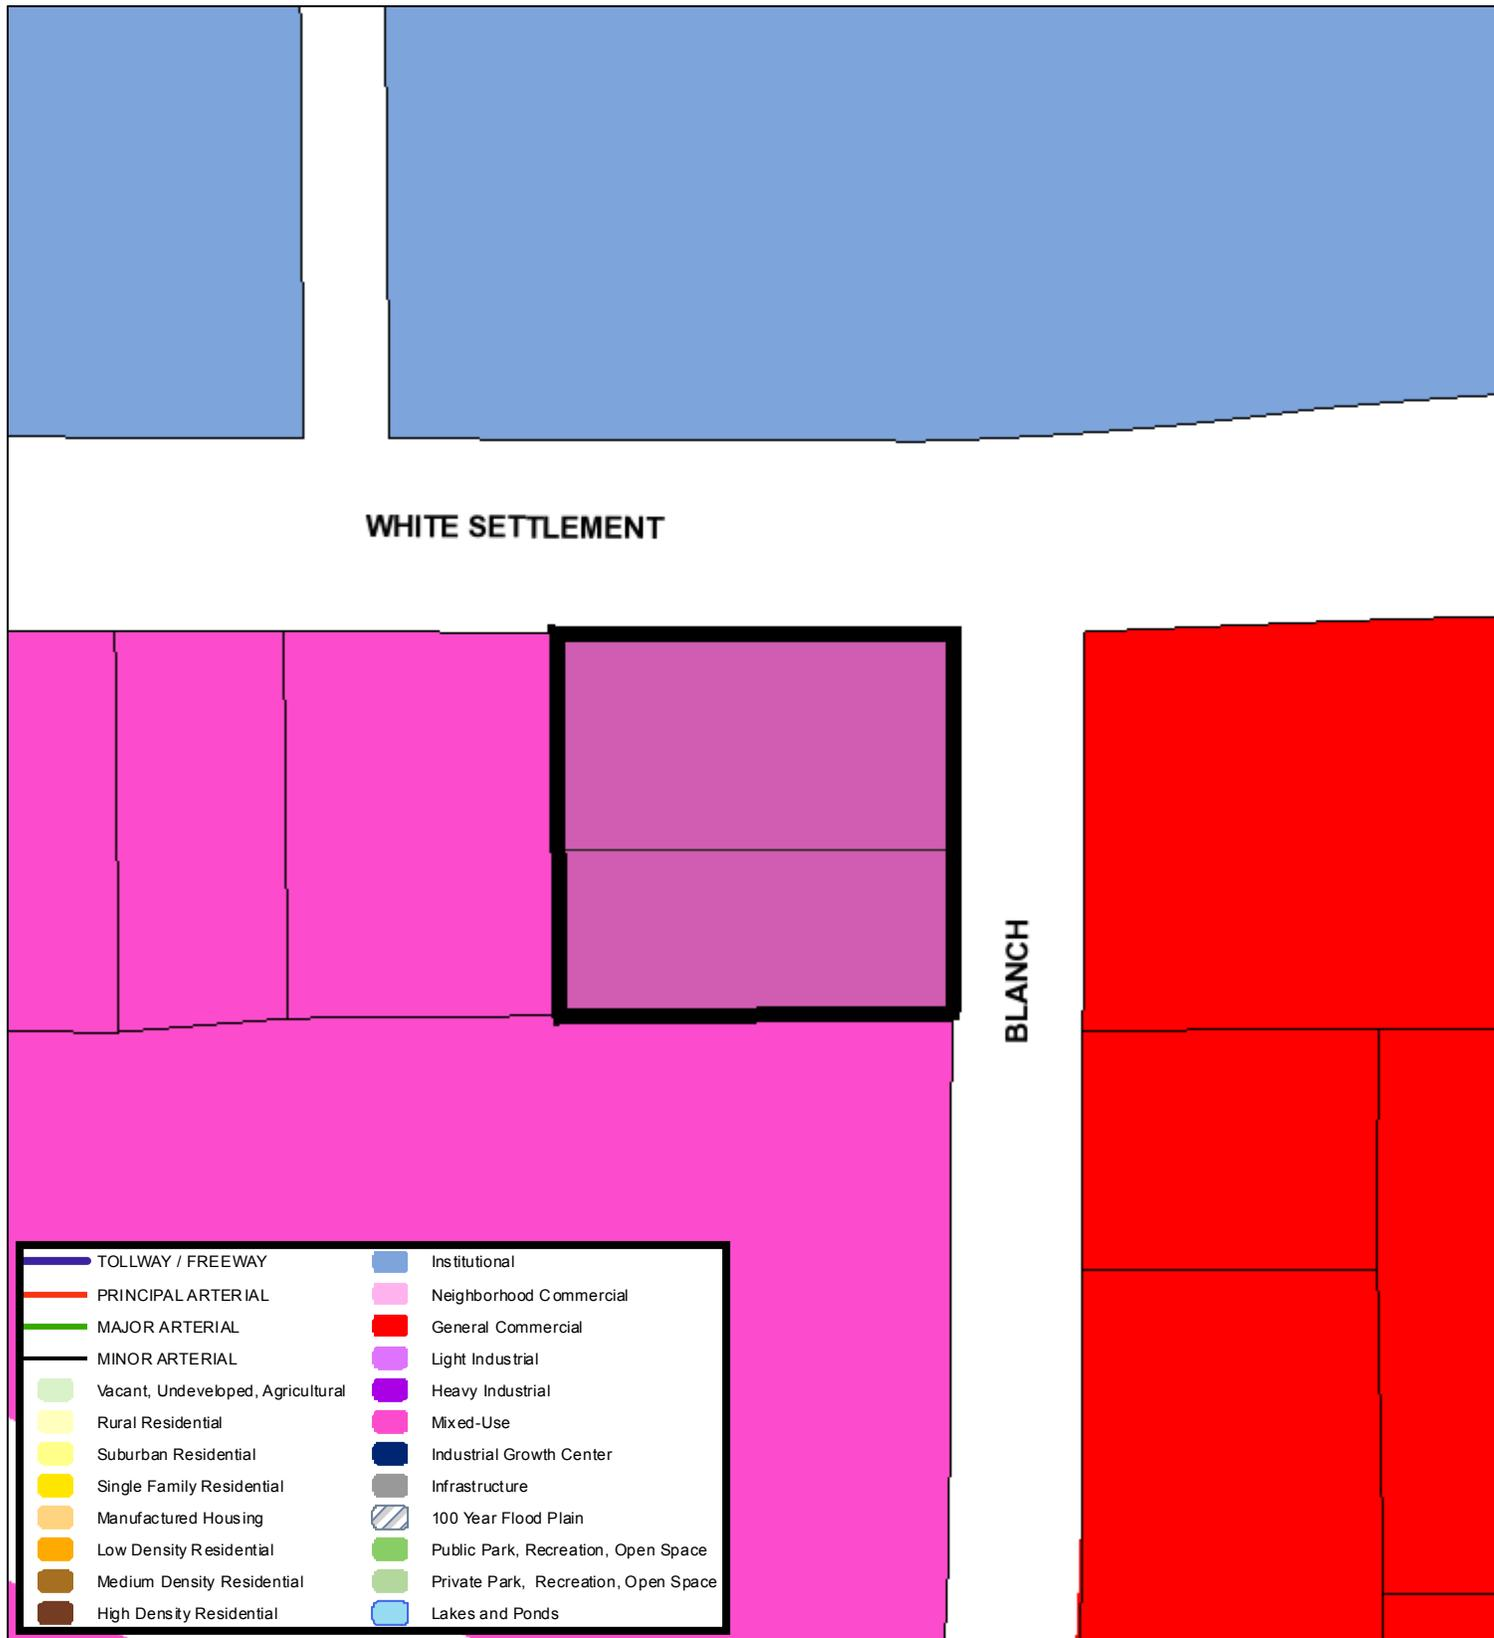 WHITE SETTLEMENT
BLANCH
TOLLWAY / FREEWAY
PRINCIPAL ARTERIAL
MAJOR ARTERIAL
MINOR ARTERIAL
Vacant, Undeveloped, Agricultural
Rural Residential
Suburban Residential
Single Family Residential
Manufactured Housing
Low Density Residential
Medium Density Residential
High Density Residential
Institutional
Neighborhood Commercial
General Commercial
Light Industrial
Heavy Industrial
Mixed-Use
Industrial Growth Center
Infrastructure
100 Year Flood Plain
Public Park, Recreation, Open Space
Private Park, Recreation, Open Space
Lakes and Ponds